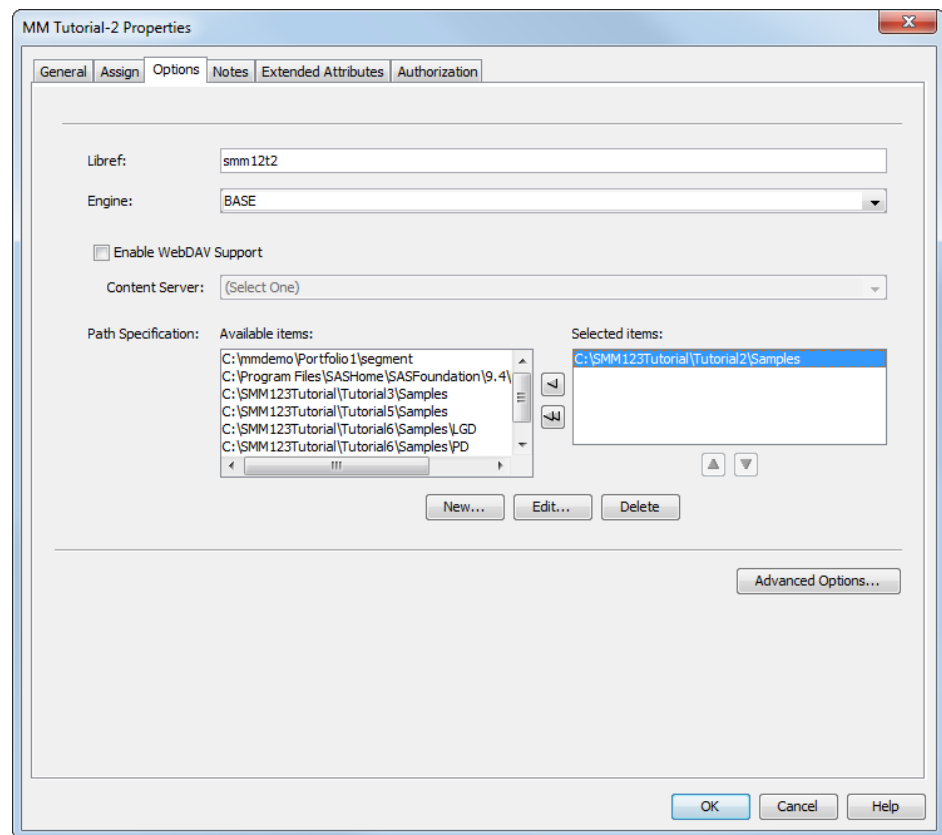 MM Tutorial-2 Properties
General Assign Options Notes Extended Attributes Authorization
Libref: smm12t2
Engine: BASE
Enable WebDAV Support
Content Server: (Select One)
Path Specification: Available items: Selected items:
C:\mmdemo\Portfolio1\segment C:\SMM123Tutorial\Tutorial2\Samples
C:\Program Files\SASHome\SASFoundation\9.4\
C:\SMM123Tutorial\Tutorial3\Samples
C:\SMM123Tutorial\Tutorial5\Samples
C:\SMM123Tutorial\Tutorial6\Samples\LGD
C:\SMM123Tutorial\Tutorial6\Samples\PD
New... Edit... Delete
Advanced Options...
OK Cancel Help